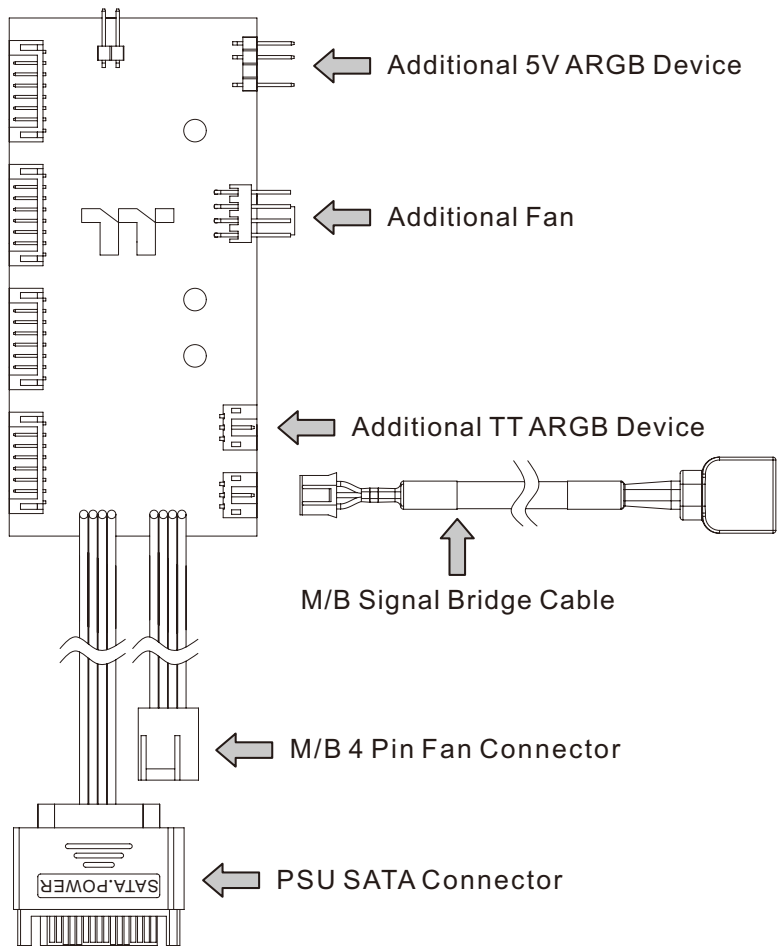 Additional 5V ARGB Device
Additional Fan
Additional TT ARGB Device
M/B Signal Bridge Cable
M/B 4 Pin Fan Connector
PSU SATA Connector
SATA.POWER